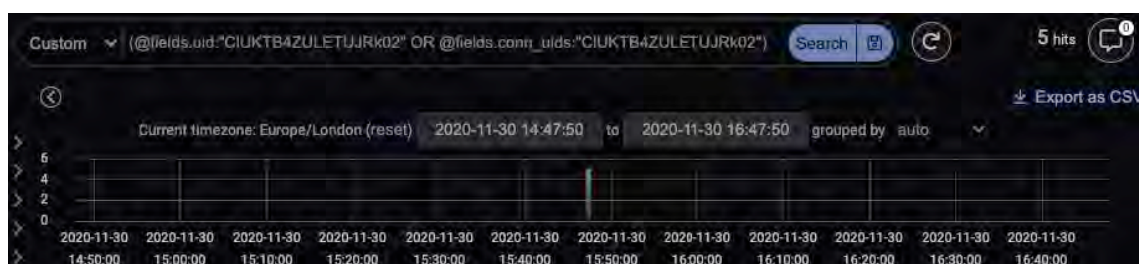 Custom (@fields.uid:"CIUKTB4ZULETUJRk02" OR @fields.conn_uids:"CIUKTB4ZULETUJRk02") Search 5 hits 0
Export as CSV
Current timezone: Europe/London (reset) 2020-11-30 14:47:50 to 2020-11-30 16:47:50 grouped by auto
6
4
2
0
2020-11-30 2020-11-30 2020-11-30 2020-11-30 2020-11-30 2020-11-30 2020-11-30 2020-11-30 2020-11-30 2020-11-30 2020-11-30 2020-11-30
14:50:00 15:00:00 15:10:00 15:20:00 15:30:00 15:40:00 15:50:00 16:00:00 16:10:00 16:20:00 16:30:00 16:40:00